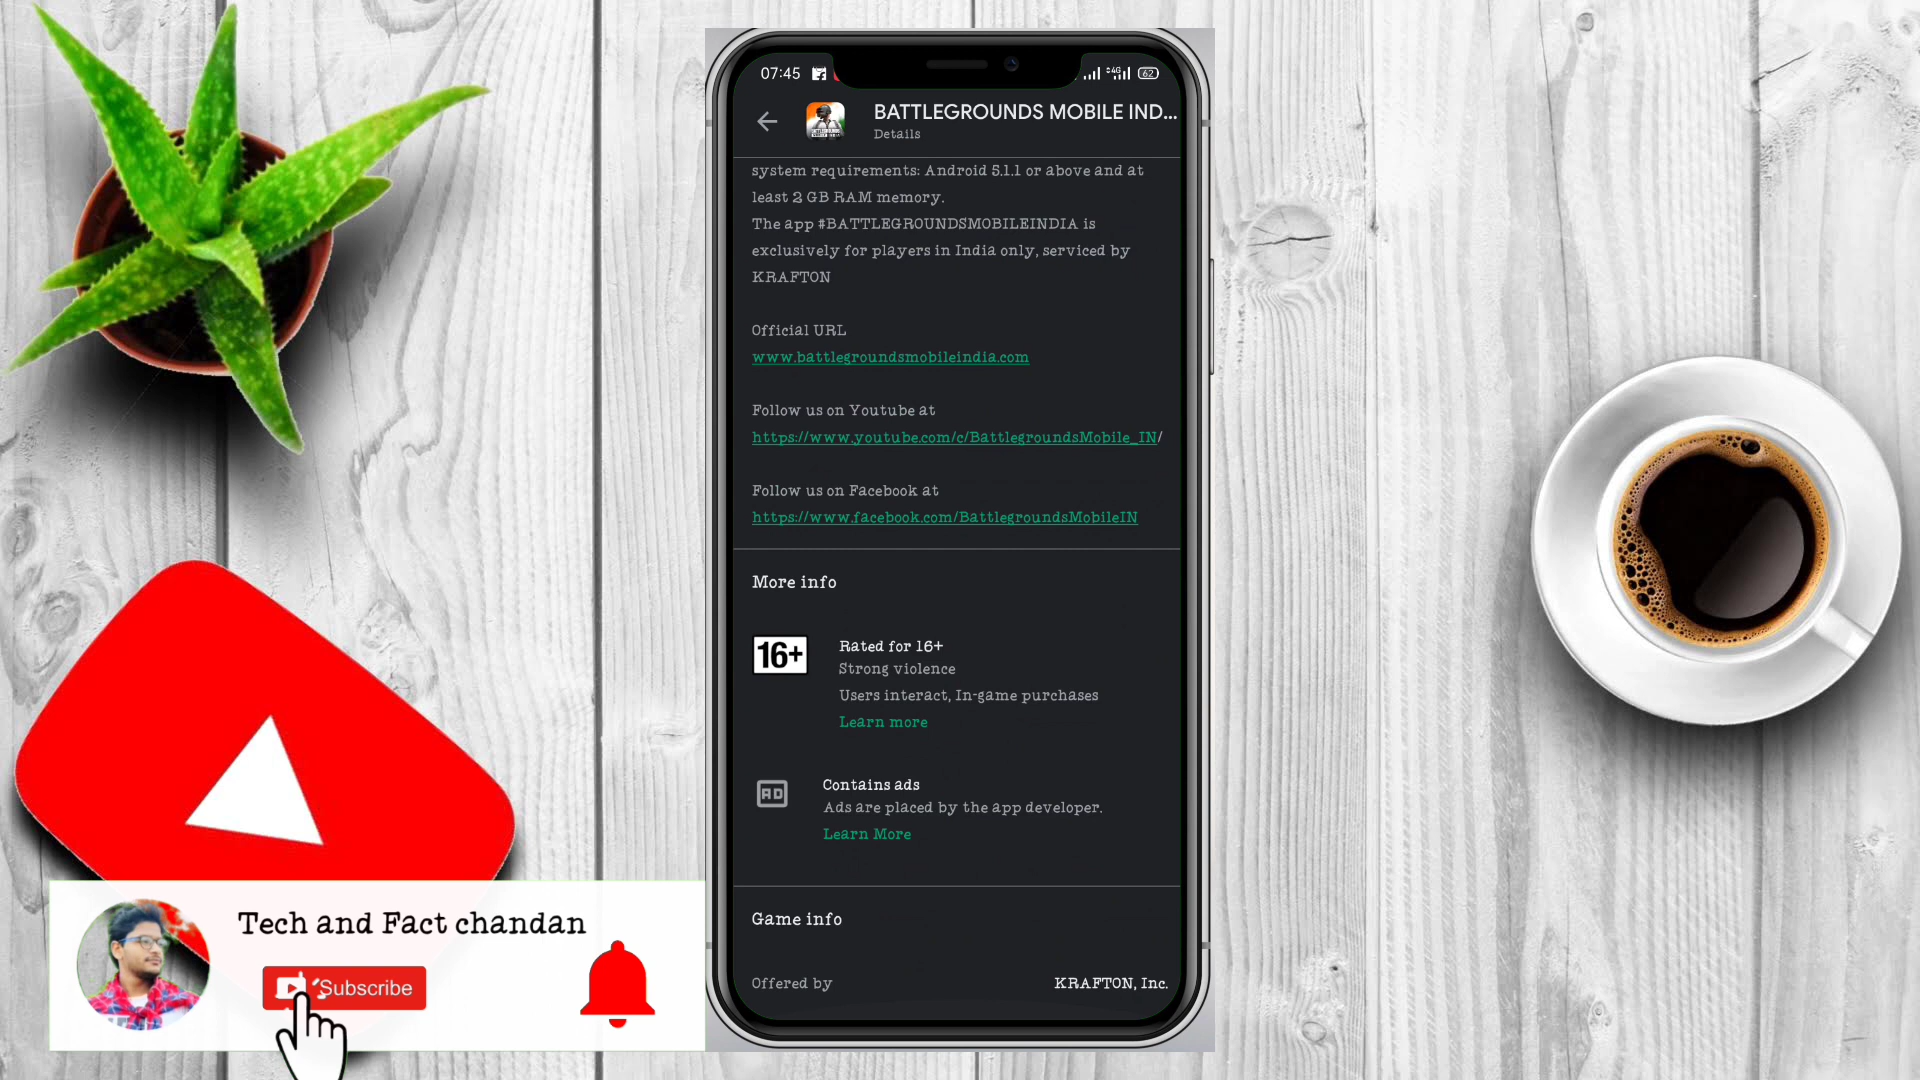 07:45
4G
62
BATTLEGROUNDS MOBILE IND...
Details
system requirements: Android 5.1.1 or above and at
least 2 GB RAM memory.
The app #BATTLEGROUNDSMOBILEINDIA is
exclusively for players in India only, serviced by
KRAFTON
Official URL
www.battlegroundsmobileindia.com
Follow us on Youtube at
https://www.youtube.com/c/BattlegroundsMobile_IN/
Follow us on Facebook at
https://www.facebook.com/BattlegroundsMobileIN
More info
16+
Rated for 16+
Strong violence
Users interact, In-game purchases
Learn more
AD
Contains ads
Ads are placed by the app developer.
Learn More
Game info
Offered by
KRAFTON, Inc.
Tech and Fact chandan
Subscribe